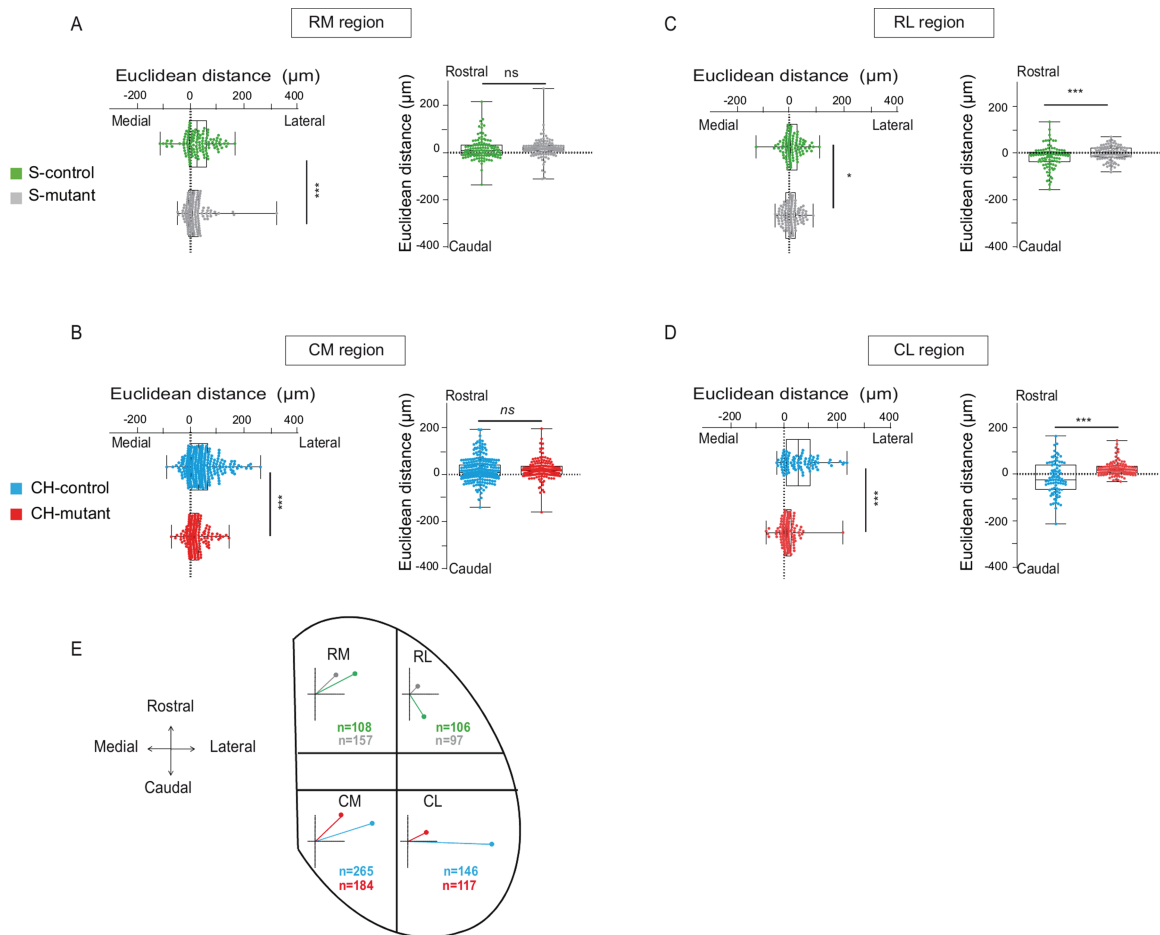 A
RM region
Euclidean distance (µm)
-200
0
200
400
Medial
Lateral
***
S-control
S-mutant
Rostral
ns
Euclidean distance (µm)
200
0
-200
-400
Caudal
C
RL region
Euclidean distance (µm)
-200
0
200
400
Medial
Lateral
*
Rostral
***
Euclidean distance (µm)
200
0
-200
-400
Caudal
B
CM region
Euclidean distance (µm)
-200
0
200
400
Medial
Lateral
***
CH-control
CH-mutant
Rostral
ns
Euclidean distance (µm)
200
0
-200
-400
Caudal
D
CL region
Euclidean distance (µm)
-200
0
200
400
Medial
Lateral
***
Rostral
***
Euclidean distance (µm)
200
0
-200
-400
Caudal
E
Rostral
Medial
Lateral
Caudal
RM
n=108
n=157
RL
n=106
n=97
CM
n=265
n=184
CL
n=146
n=117